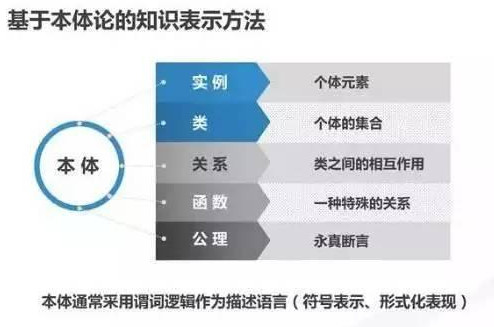 基于本体论的知识表示方法
实例 个体元素
类 个体的集合
本体 关系 类之间的相互作用
函数 一种特殊的关系
公理 永真断言
本体通常采用谓词逻辑作为描述语言（符号表示、形式化表现）